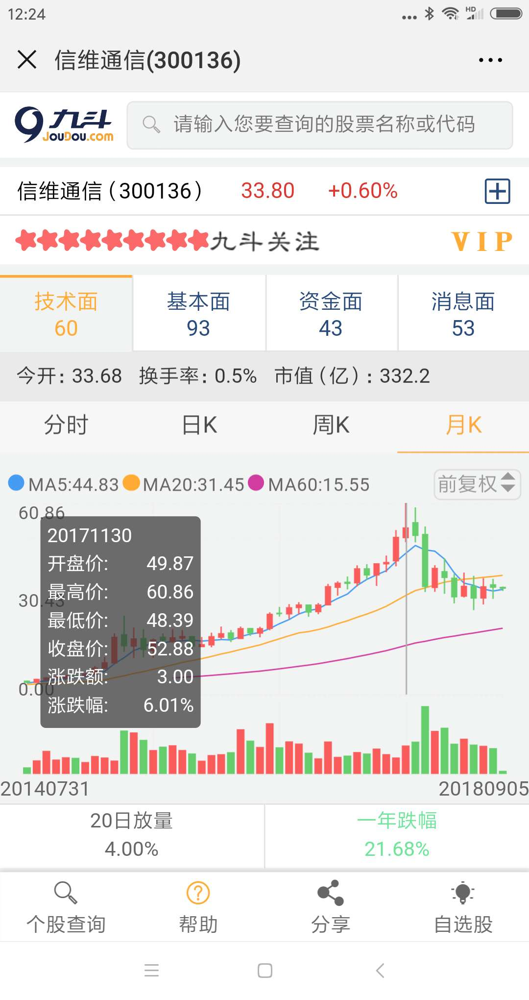 12:24
HD
信维通信(300136)
九斗
JouDou.com
请输入您要查询的股票名称或代码
信维通信(300136) 33.80 +0.60%
九斗关注 VIP
技术面 基本面 资金面 消息面
60 93 43 53
今开: 33.68 换手率: 0.5% 市值(亿): 332.2
分时 日K 周K 月K
MA5:44.83 MA20:31.45 MA60:15.55 前复权
60.86
20171130
开盘价: 49.87
最高价: 60.86
30.43
最低价: 48.39
收盘价: 52.88
涨跌额: 3.00
0.00
涨跌幅: 6.01%
20140731 20180905
20日放量 一年跌幅
4.00% 21.68%
个股查询 帮助 分享 自选股